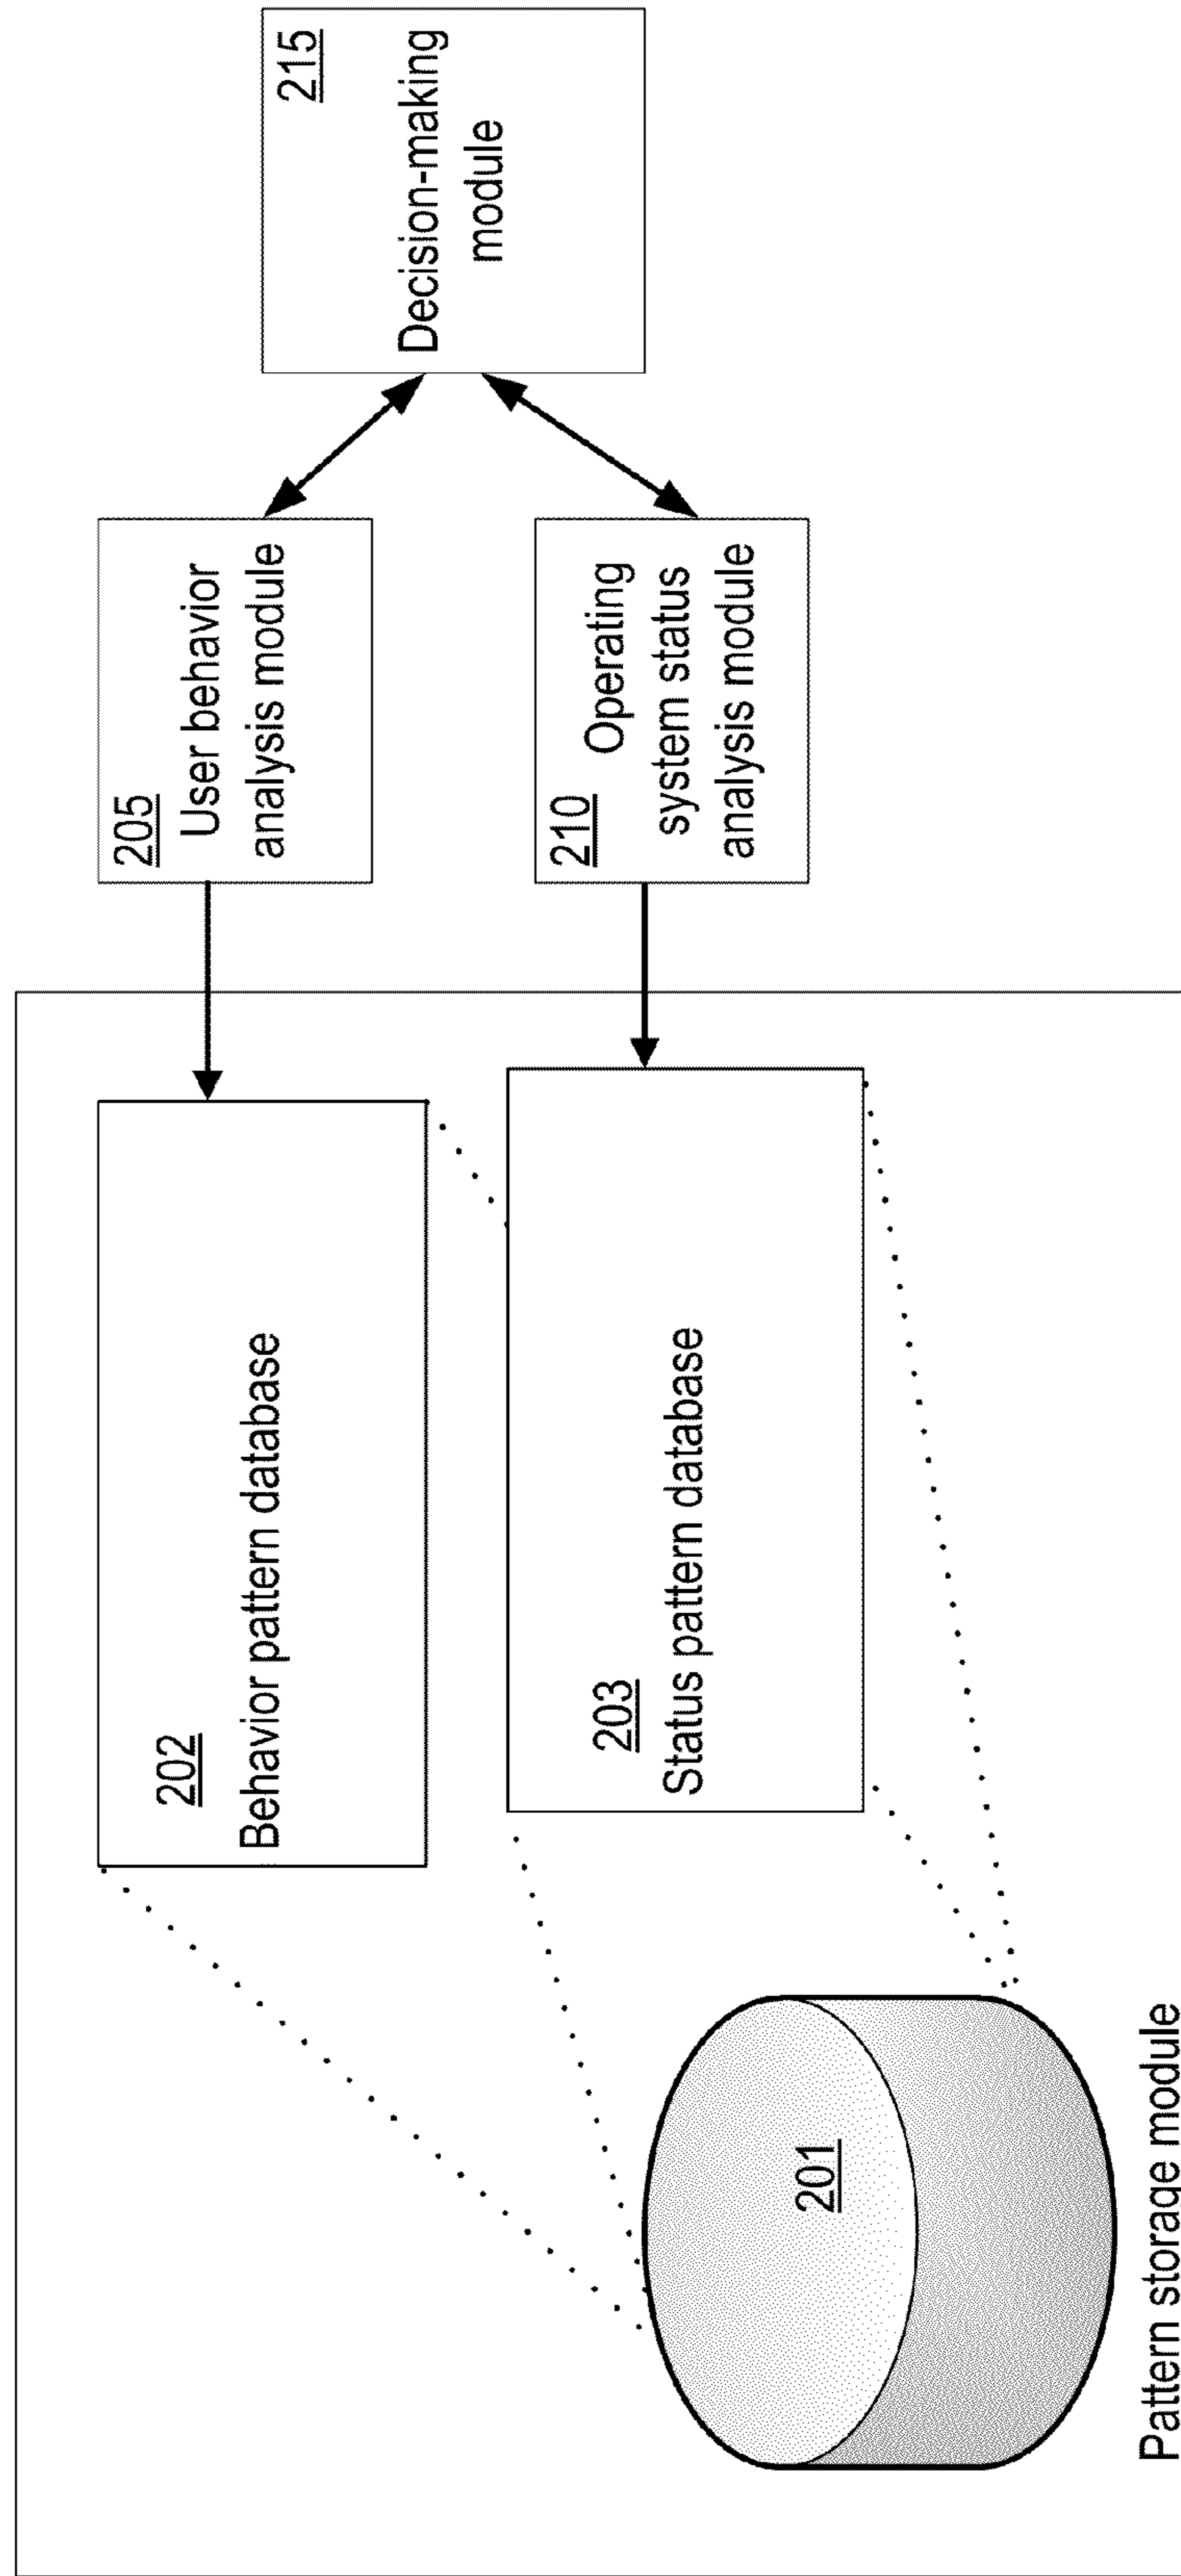 202
Behavior pattern database
203
Status pattern database
201
Pattern storage module
205
User behavior
analysis module
210
Operating
system status
analysis module
215
Decision-making
module